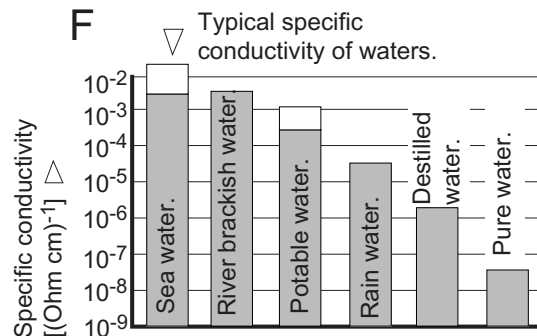 F
Typical specific
conductivity of waters.
Specific conductivity
[(Ohm cm)-1]
10-2
10-3
10-4
10-5
10-6
10-7
10-8
10-9
Sea water.
River brackish water.
Potable water.
Rain water.
Destilled
water.
Pure water.